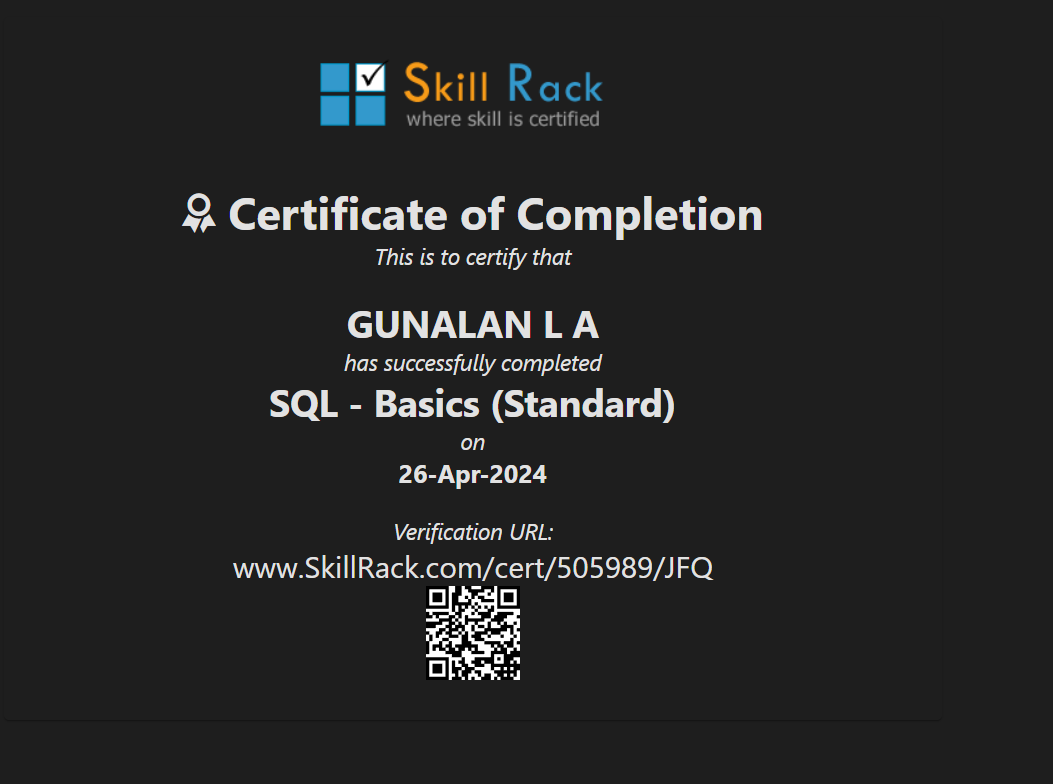 Skill Rack
where skill is certified
Certificate of Completion
This is to certify that
GUNALAN L A
has successfully completed
SQL - Basics (Standard)
on
26-Apr-2024
Verification URL:
www.SkillRack.com/cert/505989/JFQ